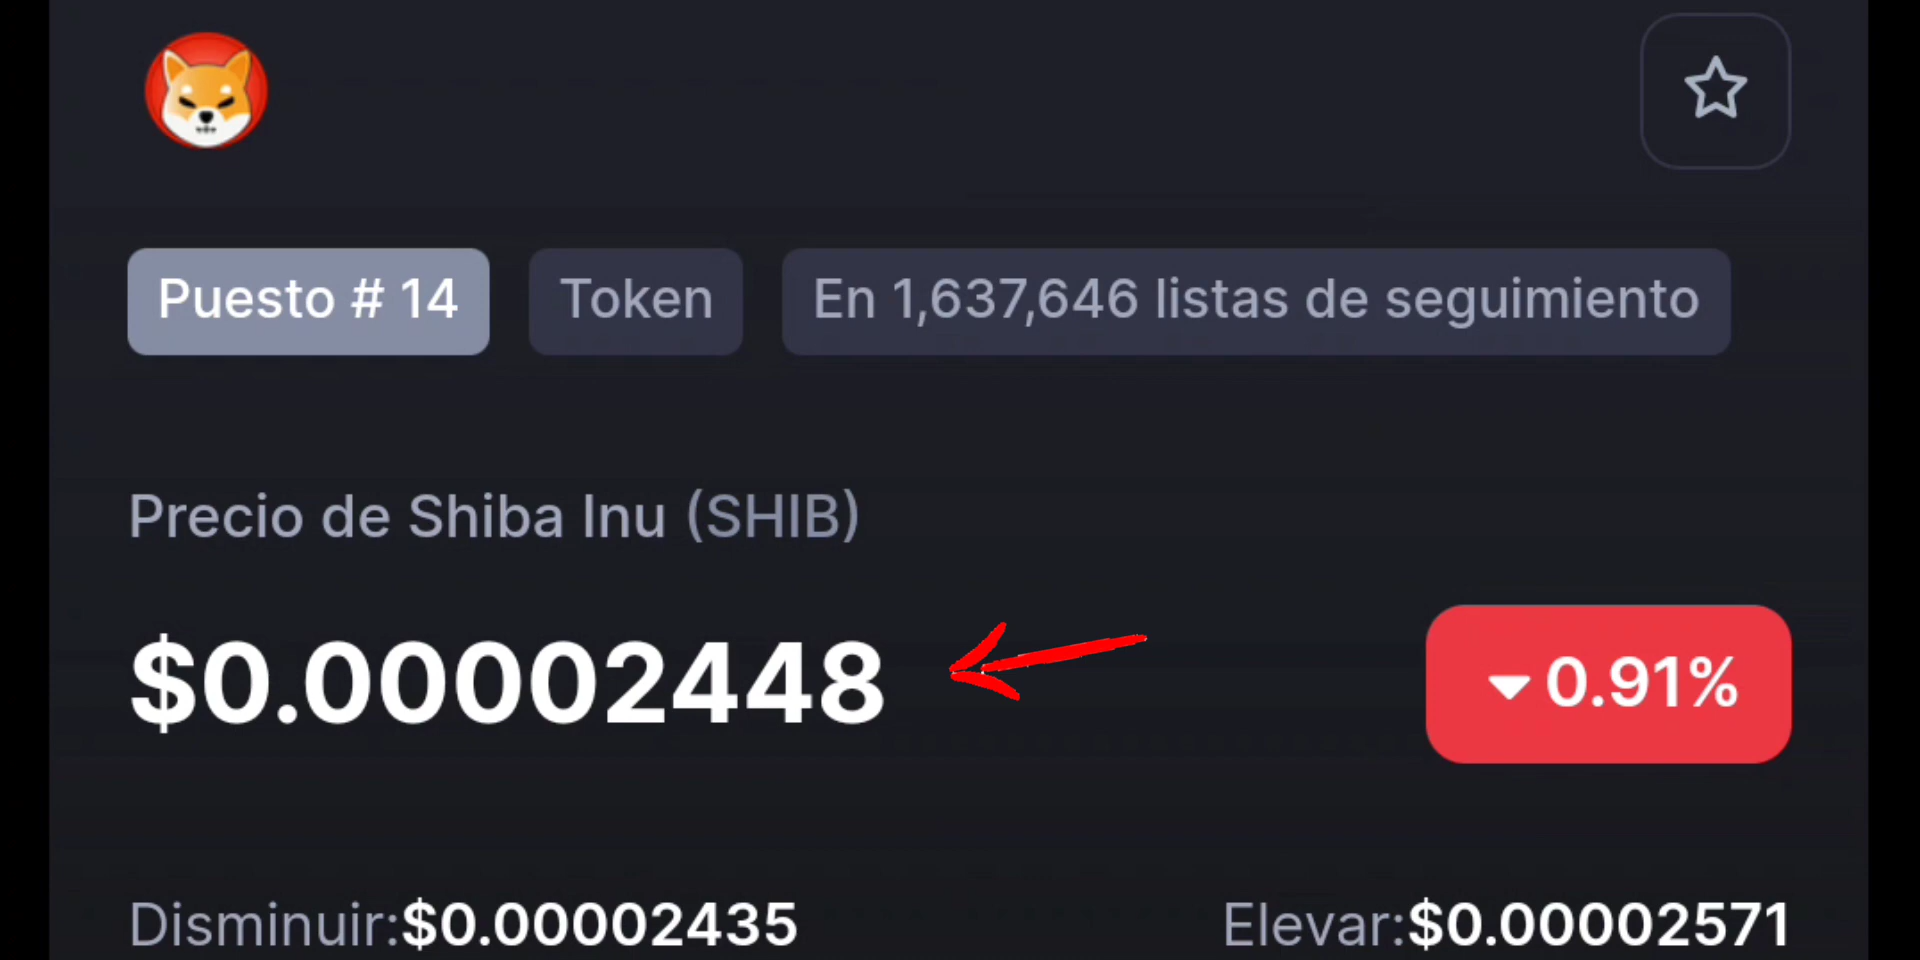 Puesto # 14 Token En 1,637,646 listas de seguimiento
Precio de Shiba Inu (SHIB)
$0.00002448 0.91%
Disminuir:$0.00002435 Elevar:$0.00002571